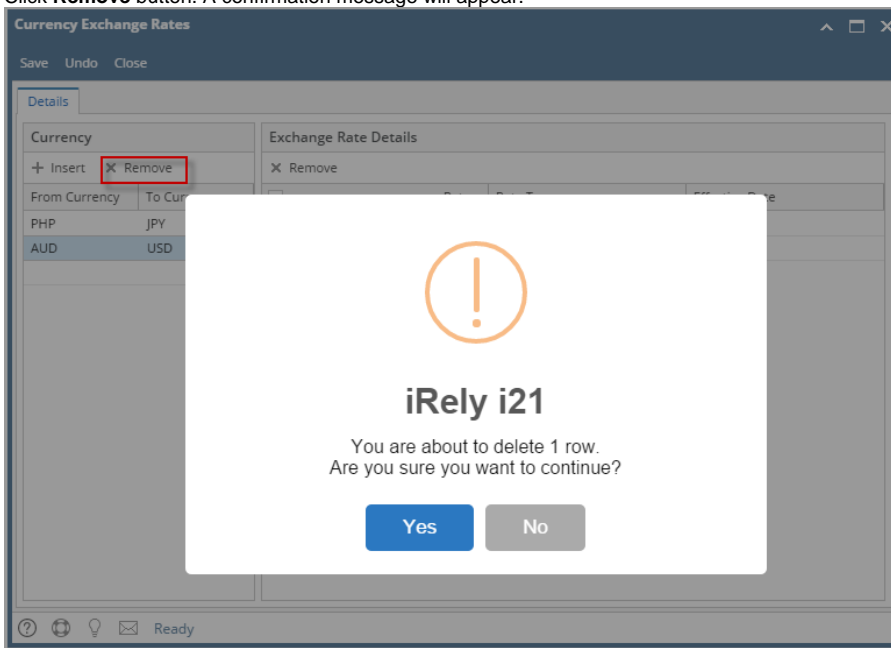 Click Remove button. A confirmation message will appear.
Currency Exchange Rates
Save Undo Close
Details
Currency
Exchange Rate Details
Insert Remove
Remove
From Currency To
PHP JPY
AUD USD
iRely i21
You are about to delete 1 row.
Are you sure you want to continue?
Yes No
Ready